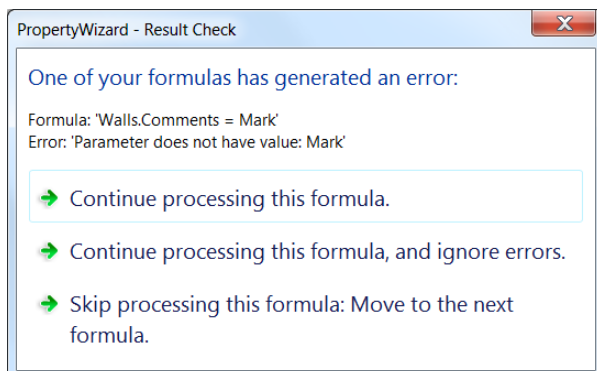 PropertyWizard - Result Check
One of your formulas has generated an error:
Formula: 'Walls.Comments = Mark'
Error: 'Parameter does not have value: Mark'
Continue processing this formula.
Continue processing this formula, and ignore errors.
Skip processing this formula: Move to the next
formula.